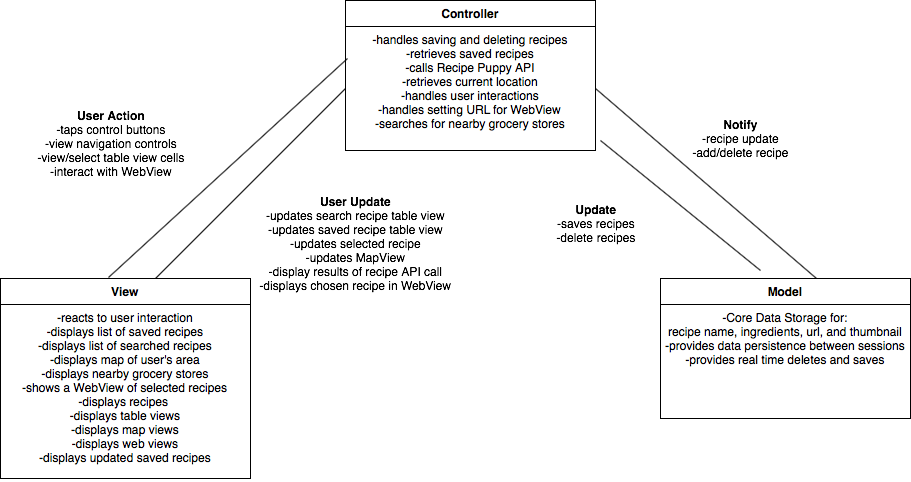 Controller
-handles saving and deleting recipes
-retrieves saved recipes
-calls Recipe Puppy API
-retrieves current location
-handles user interactions
-handles setting URL for WebView
-searches for nearby grocery stores
User Action
-taps control buttons
-view navigation controls
-view/select table view cells
-interact with WebView
Notify
-recipe update
-add/delete recipe
User Update
-updates search recipe table view
-updates saved recipe table view
-updates selected recipe
-updates MapView
-display results of recipe API call
-displays chosen recipe in WebView
Update
-saves recipes
-delete recipes
View
-reacts to user interaction
-displays list of saved recipes
-displays list of searched recipes
-displays map of user's area
-displays nearby grocery stores
-shows a WebView of selected recipes
-displays recipes
-displays table views
-displays map views
-displays web views
-displays updated saved recipes
Model
-Core Data Storage for:
recipe name, ingredients, url, and thumbnail
-provides data persistence between sessions
-provides real time deletes and saves